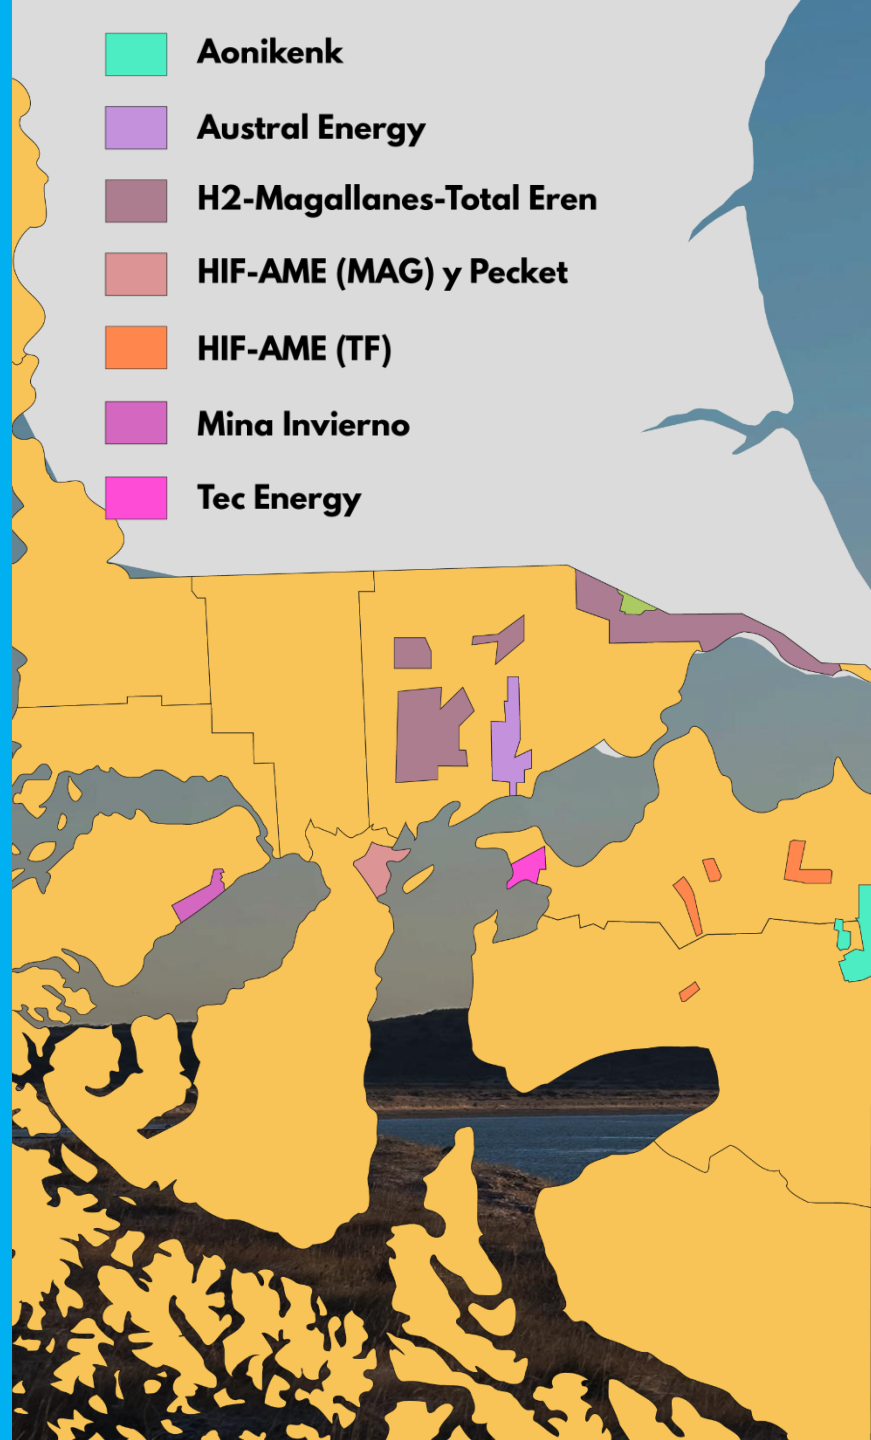 Aonikenk
Austral Energy
H2-Magallanes-Total Eren
HIF-AME (MAG) y Pecket
HIF-AME (TF)
Mina Invierno
Tec Energy